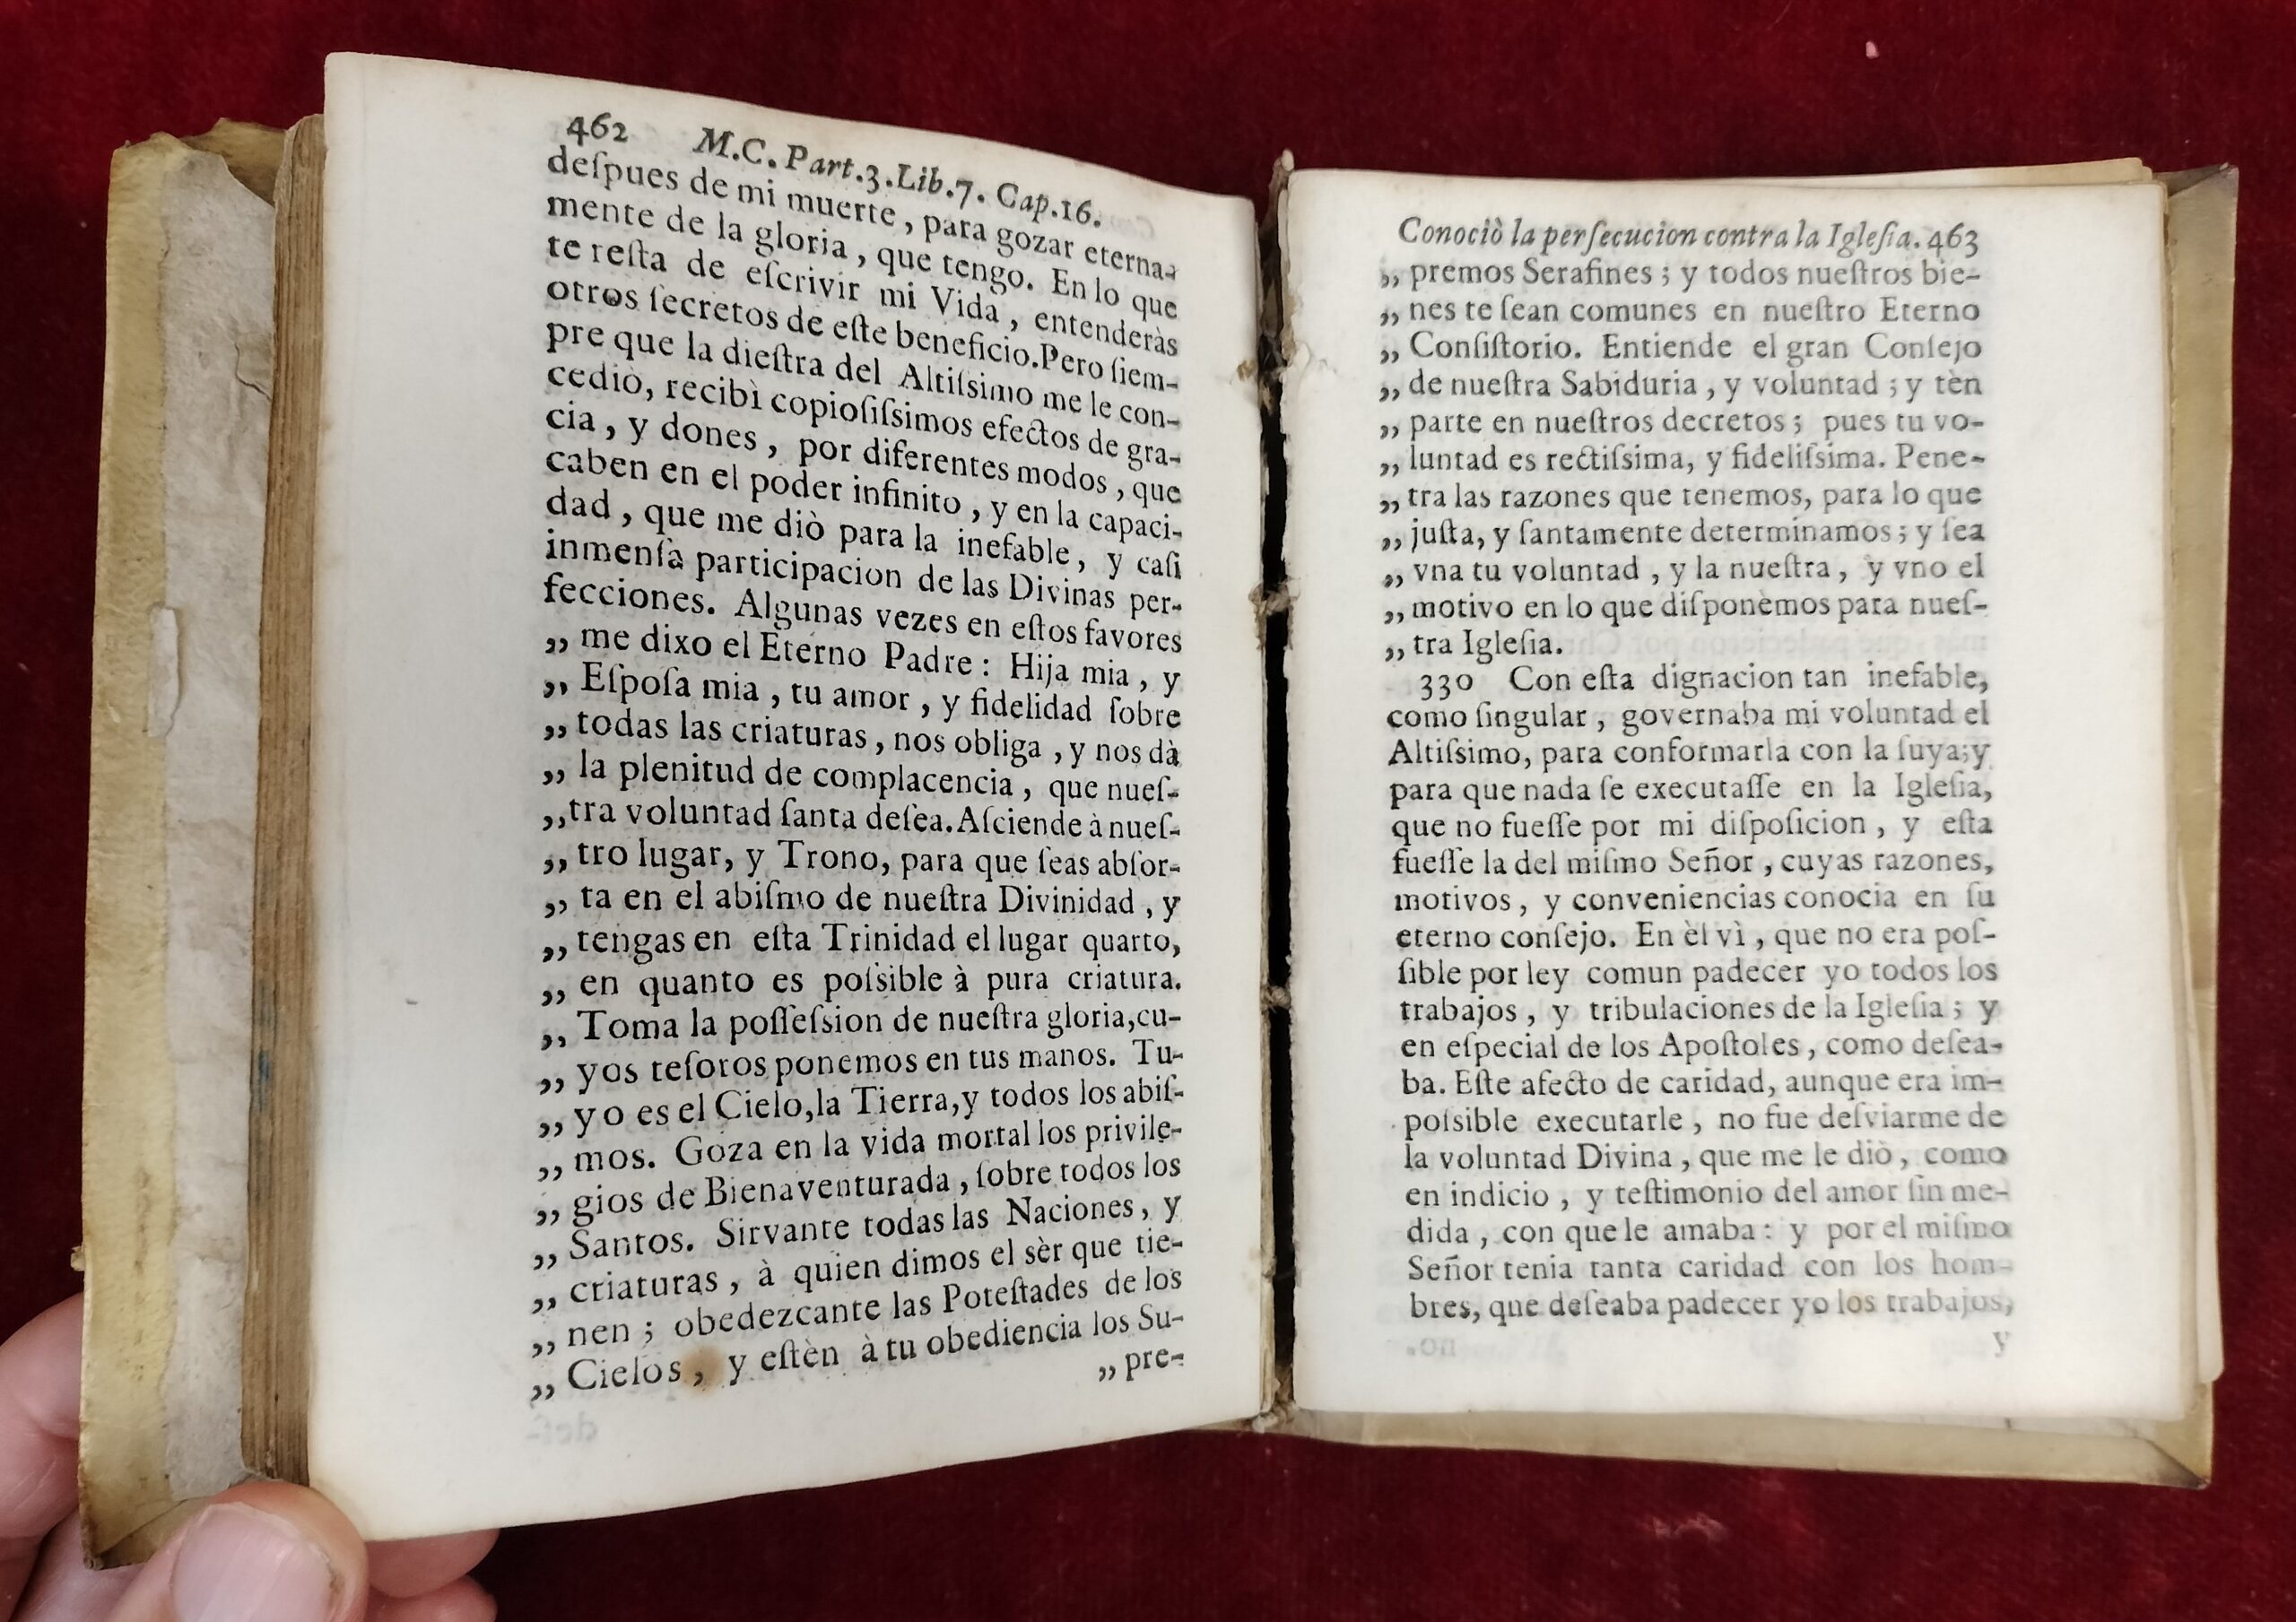 462 M.C. Part.3.Lib.7. Cap.16.
deſpues de mi muerte, para gozar eterna-
mente de la gloria, que tengo. En lo que
te reſta de eſcrivir mi Vida, entenderàs
otros ſecretos de eſte beneficio.Pero ſiem-
pre que la dieſtra del Altiſsimo me le con-
cediò, recibì copioſiſsimos efectos de gra-
cia, y dones, por diferentes modos, que
caben en el poder infinito, y en la capaci-
dad, que me diò para la inefable, y caſi
inmenſa participacion de las Divinas per-
fecciones. Algunas vezes en eſtos favores
„ me dixo el Eterno Padre: Hija mia, y
„ Eſpoſa mia, tu amor, y fidelidad ſobre
„ todas las criaturas, nos obliga, y nos dà
„ la plenitud de complacencia, que nueſ-
„tra voluntad ſanta deſea.Aſciende à nueſ-
„ tro lugar, y Trono, para que ſeas abſor-
„ ta en el abiſmo de nueſtra Divinidad, y
„ tengas en eſta Trinidad el lugar quarto,
„ en quanto es poſsible à pura criatura.
„ Toma la poſſeſsion de nueſtra gloria,cu-
„ yos teſoros ponemos en tus manos. Tu-
„ yo es el Cielo,la Tierra,y todos los abiſ-
„ mos. Goza en la vida mortal los privile-
„ gios de Bienaventurada, ſobre todos los
„ Santos. Sirvante todas las Naciones, y
„ criaturas, à quien dimos el sèr que tie-
„ nen; obedezcante las Poteſtades de los
„ Cielos, y eſtèn à tu obediencia los Su-
„ pre-
Conociò la perſecucion contra la Igleſia. 463
„ premos Serafines; y todos nueſtros bie-
„ nes te ſean comunes en nueſtro Eterno
„ Conſiſtorio. Entiende el gran Conſejo
„ de nueſtra Sabiduria, y voluntad; y tèn
„ parte en nueſtros decretos; pues tu vo-
„ luntad es rectiſsima, y fideliſsima. Pene-
„ tra las razones que tenemos, para lo que
„ juſta, y ſantamente determinamos; y ſea
„ vna tu voluntad, y la nueſtra, y vno el
„ motivo en lo que diſponemos para nueſ-
„ tra Igleſia.
330 Con eſta dignacion tan inefable,
como ſingular, governaba mi voluntad el
Altiſsimo, para conformarla con la ſuya;y
para que nada ſe executaſſe en la Igleſia,
que no fueſſe por mi diſpoſicion, y eſta
fueſſe la del miſmo Señor, cuyas razones,
motivos, y conveniencias conocia en ſu
eterno conſejo. En èl vì, que no era poſ-
ſible por ley comun padecer yo todos los
trabajos, y tribulaciones de la Igleſia; y
en eſpecial de los Apoſtoles, como deſea-
ba. Eſte afecto de caridad, aunque era im-
poſsible executarle, no fue deſviarme de
la voluntad Divina, que me le diò, como
en indicio, y teſtimonio del amor ſin me-
dida, con que le amaba: y por el miſmo
Señor tenia tanta caridad con los hom-
bres, que deſeaba padecer yo los trabajos,
y